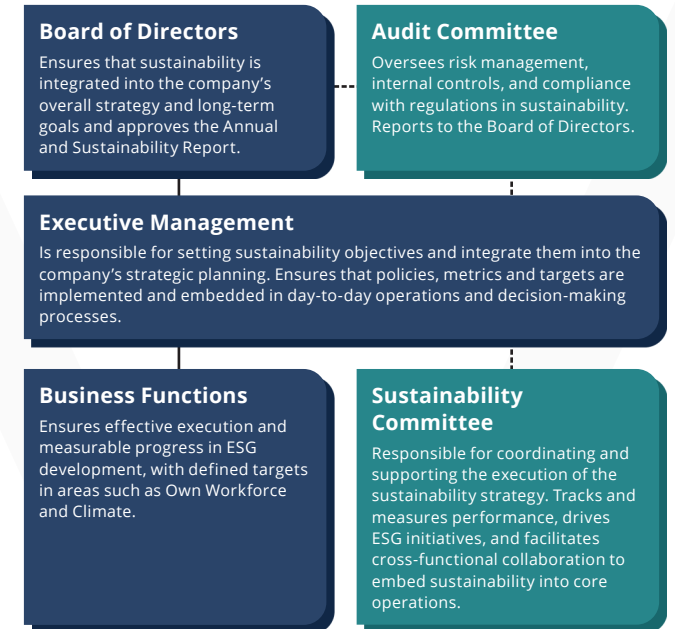 Board of Directors
Ensures that sustainability is
integrated into the company's
overall strategy and long-term
goals and approves the Annual
and Sustainability Report.
Audit Committee
Oversees risk management,
internal controls, and compliance
with regulations in sustainability.
Reports to the Board of Directors.
Executive Management
Is responsible for setting sustainability objectives and integrate them into the
company's strategic planning. Ensures that policies, metrics and targets are
implemented and embedded in day-to-day operations and decision-making
processes.
Business Functions
Ensures effective execution and
measurable progress in ESG
development, with defined targets
in areas such as Own Workforce
and Climate.
Sustainability
Committee
Responsible for coordinating and
supporting the execution of the
sustainability strategy. Tracks and
measures performance, drives
ESG initiatives, and facilitates
cross-functional collaboration to
embed sustainability into core
operations.